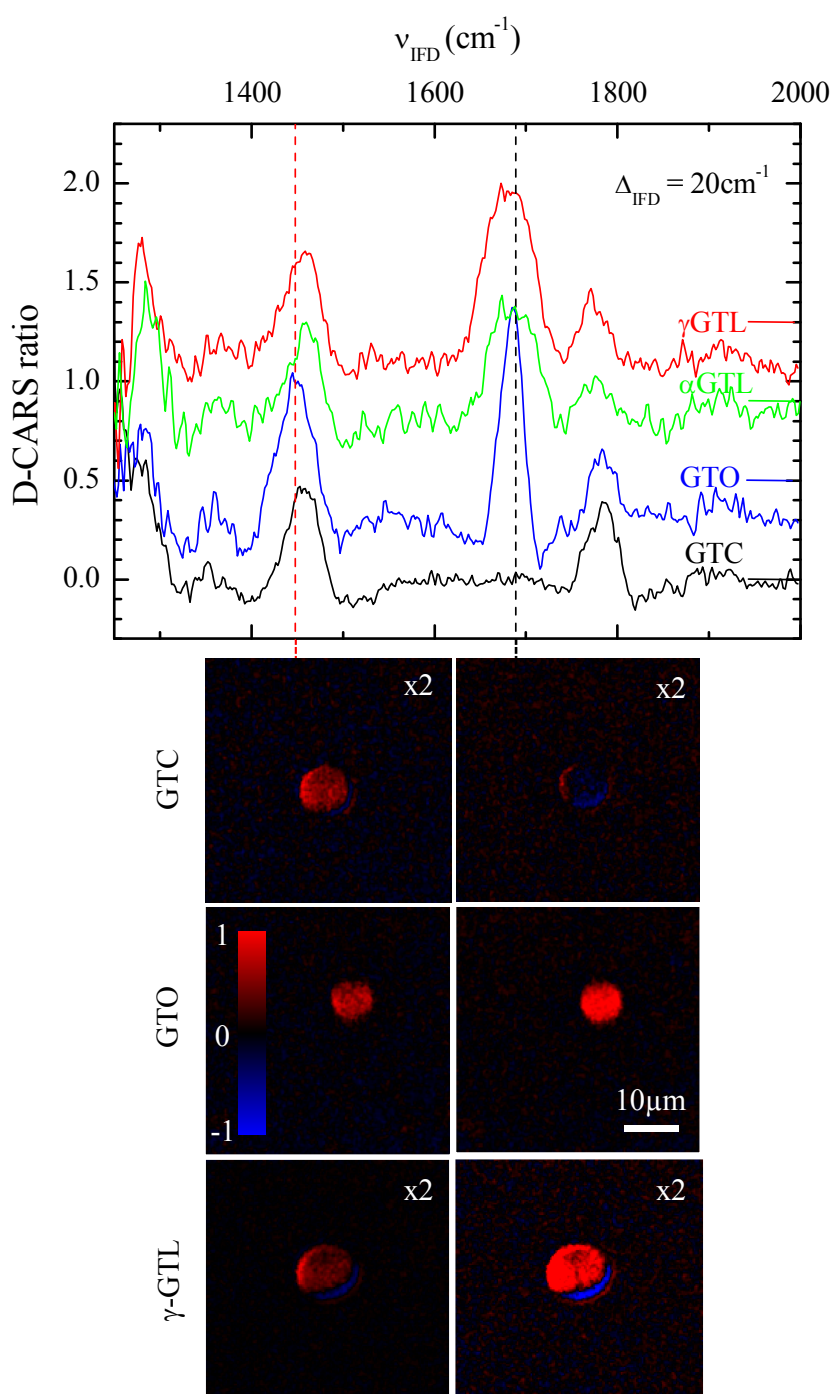 ν_IFD (cm⁻¹)
1400 1600 1800 2000
Δ_IFD = 20cm⁻¹
2.0
1.5
1.0
0.5
0.0
D-CARS ratio
γGTL
αGTL
GTO
GTC
GTC
x2
x2
GTO
1
0
-1
10µm
γ-GTL
x2
x2